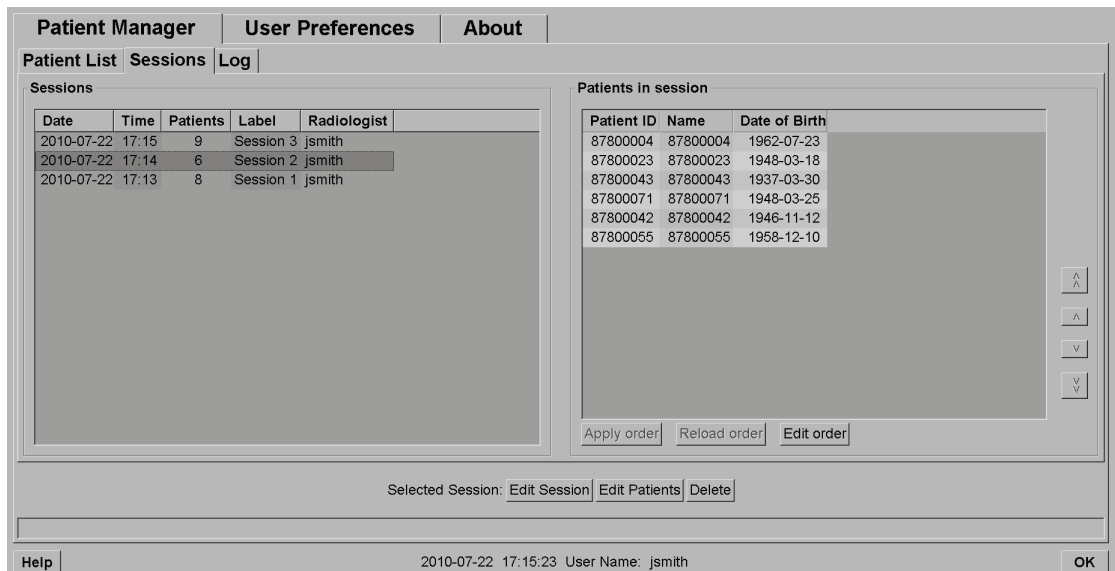 Patient Manager User Preferences About
Patient List Sessions Log
Sessions
Date Time Patients Label Radiologist
2010-07-22 17:15 9 Session 3 jsmith
2010-07-22 17:14 6 Session 2 jsmith
2010-07-22 17:13 8 Session 1 jsmith
Patients in session
Patient ID Name Date of Birth
87800004 87800004 1962-07-23
87800023 87800023 1948-03-18
87800043 87800043 1937-03-30
87800071 87800071 1948-03-25
87800042 87800042 1946-11-12
87800055 87800055 1958-12-10
Apply order Reload order Edit order
Selected Session: Edit Session Edit Patients Delete
Help 2010-07-22 17:15:23 User Name: jsmith OK